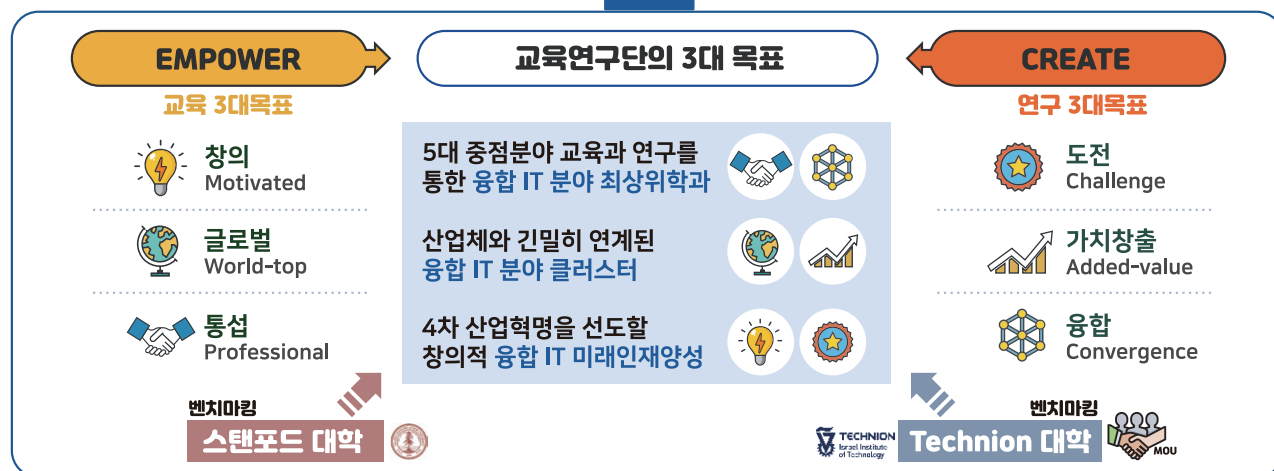 EMPOWER
교육 3대목표
창의
Motivated
글로벌
World-top
통섭
Professional
벤치마킹
스탠포드 대학
교육연구단의 3대 목표
5대 중점분야 교육과 연구를
통한 융합 IT 분야 최상위학과
산업체와 긴밀히 연계된
융합 IT 분야 클러스터
4차 산업혁명을 선도할
창의적 융합 IT 미래인재양성
CREATE
연구 3대목표
도전
Challenge
가치창출
Added-value
융합
Convergence
벤치마킹
TECHNION
Israel Institute
of Technology
Technion 대학
MOU